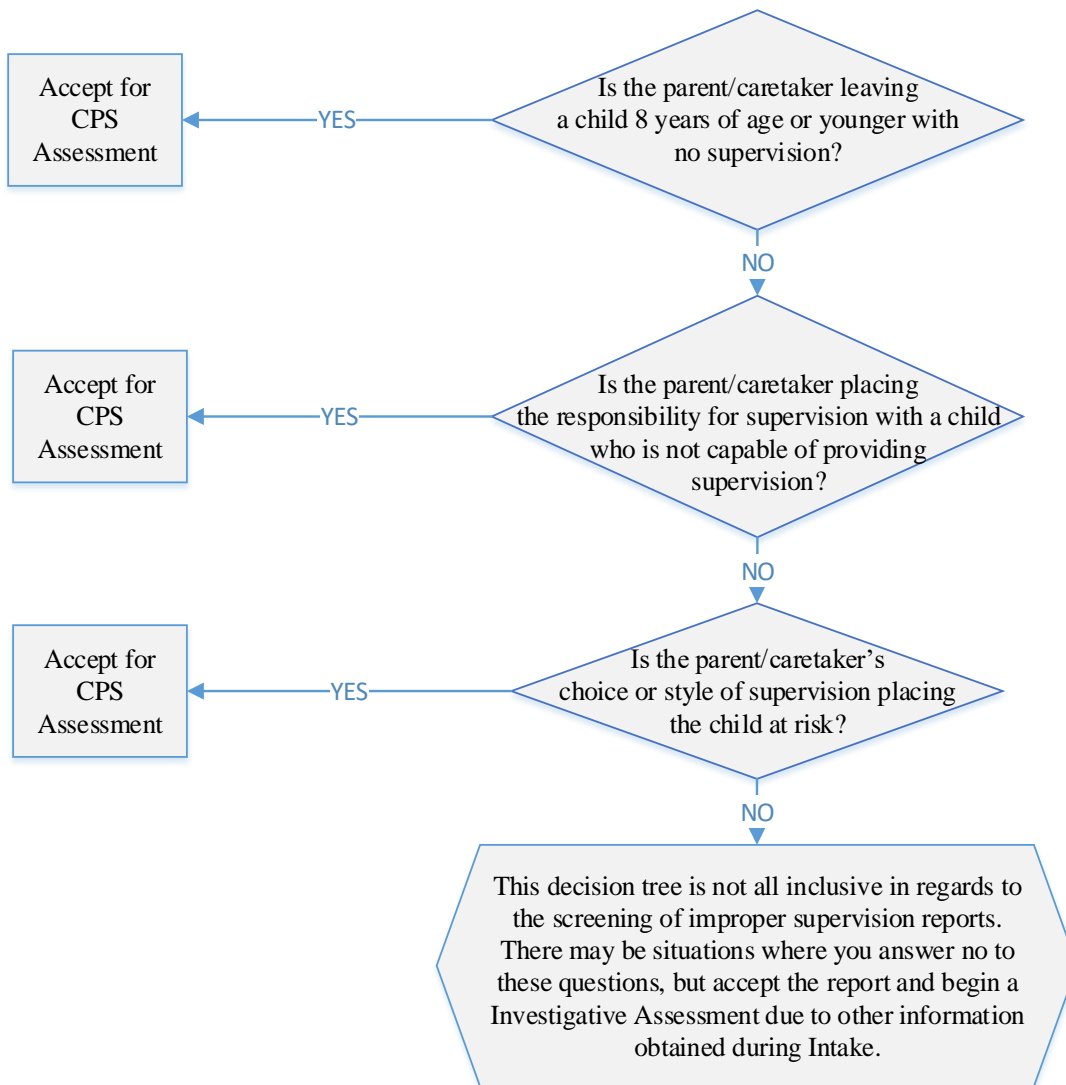 Is the parent/caretaker leaving
a child 8 years of age or younger with
no supervision?
YES
Accept for
CPS
Assessment
NO
Is the parent/caretaker placing
the responsibility for supervision with a child
who is not capable of providing
supervision?
YES
Accept for
CPS
Assessment
NO
Is the parent/caretaker’s
choice or style of supervision placing
the child at risk?
YES
Accept for
CPS
Assessment
NO
This decision tree is not all inclusive in regards to
the screening of improper supervision reports.
There may be situations where you answer no to
these questions, but accept the report and begin a
Investigative Assessment due to other information
obtained during Intake.